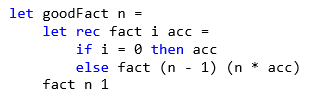 let goodFact n =
    let rec fact i acc =
        if i = 0 then acc
        else fact (n - 1) (n * acc)
    fact n 1